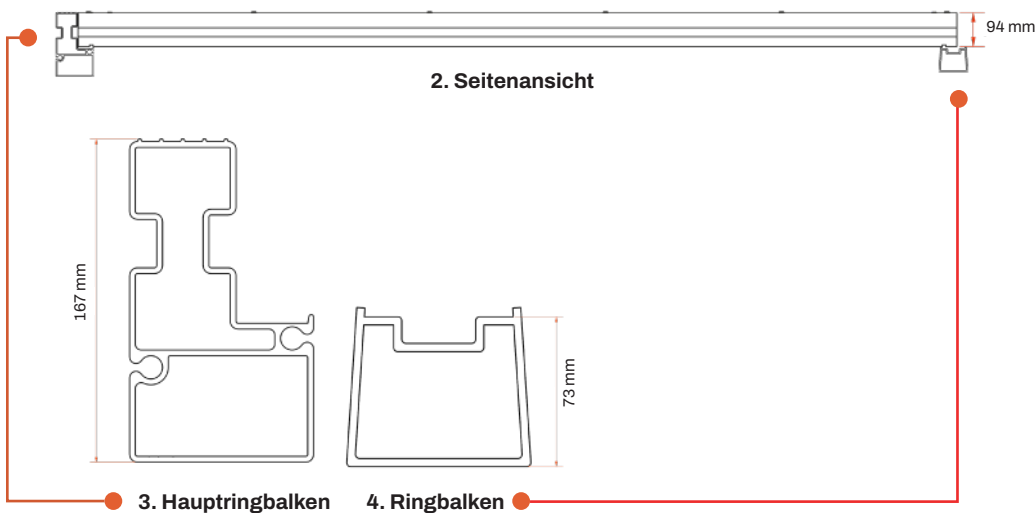 94 mm
2. Seitenansicht
167 mm
73 mm
3. Hauptringbalken
4. Ringbalken